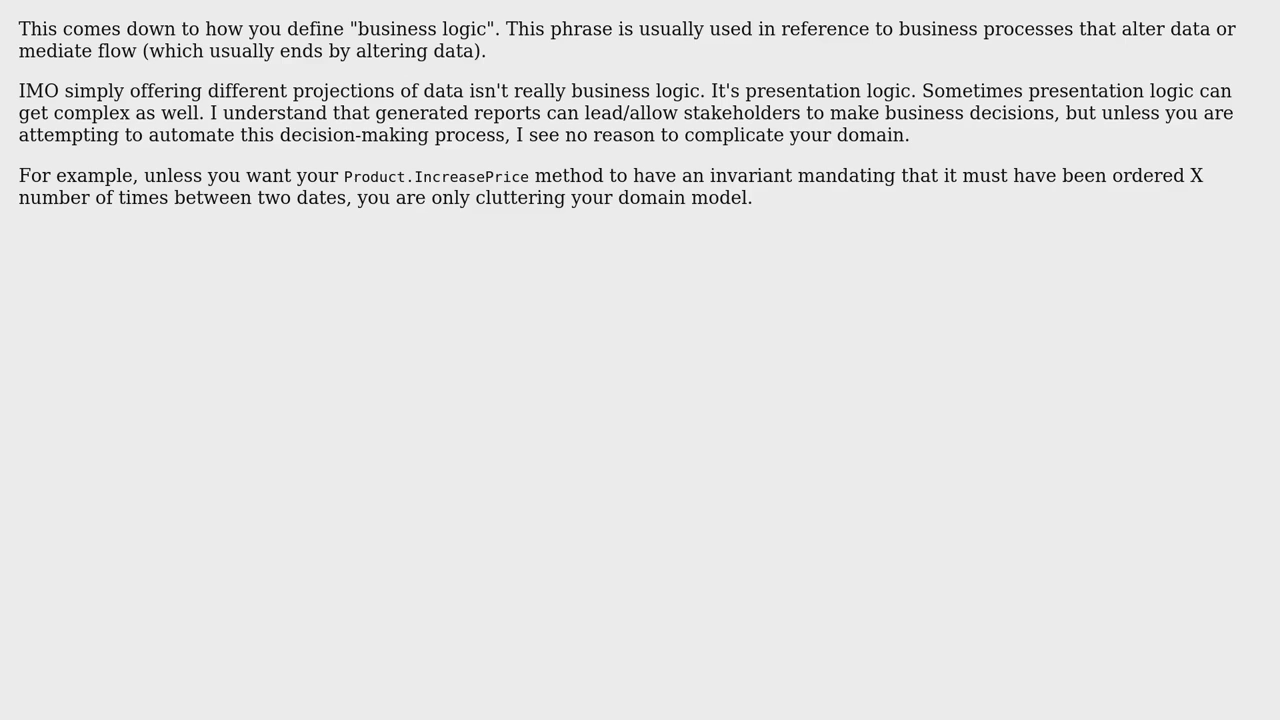 This comes down to how you define "business logic". This phrase is usually used in reference to business processes that alter data or
mediate flow (which usually ends by altering data).
IMO simply offering different projections of data isn't really business logic. It's presentation logic. Sometimes presentation logic can
get complex as well. I understand that generated reports can lead/allow stakeholders to make business decisions, but unless you are
attempting to automate this decision-making process, I see no reason to complicate your domain.
For example, unless you want your Product.IncreasePrice method to have an invariant mandating that it must have been ordered X
number of times between two dates, you are only cluttering your domain model.